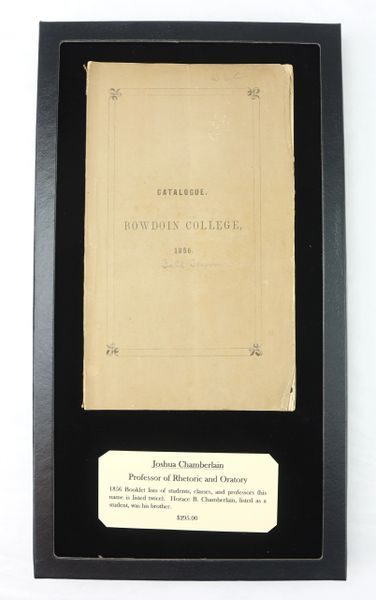 CATALOGUE.
BOWDOIN COLLEGE,
1856.
Joshua Chamberlain
Professor of Rhetoric and Oratory
1856 Booklet lists of students, classes, and professors (his
name is listed twice). Horace B. Chamberlain, listed as a
student, was his brother.
$295.00